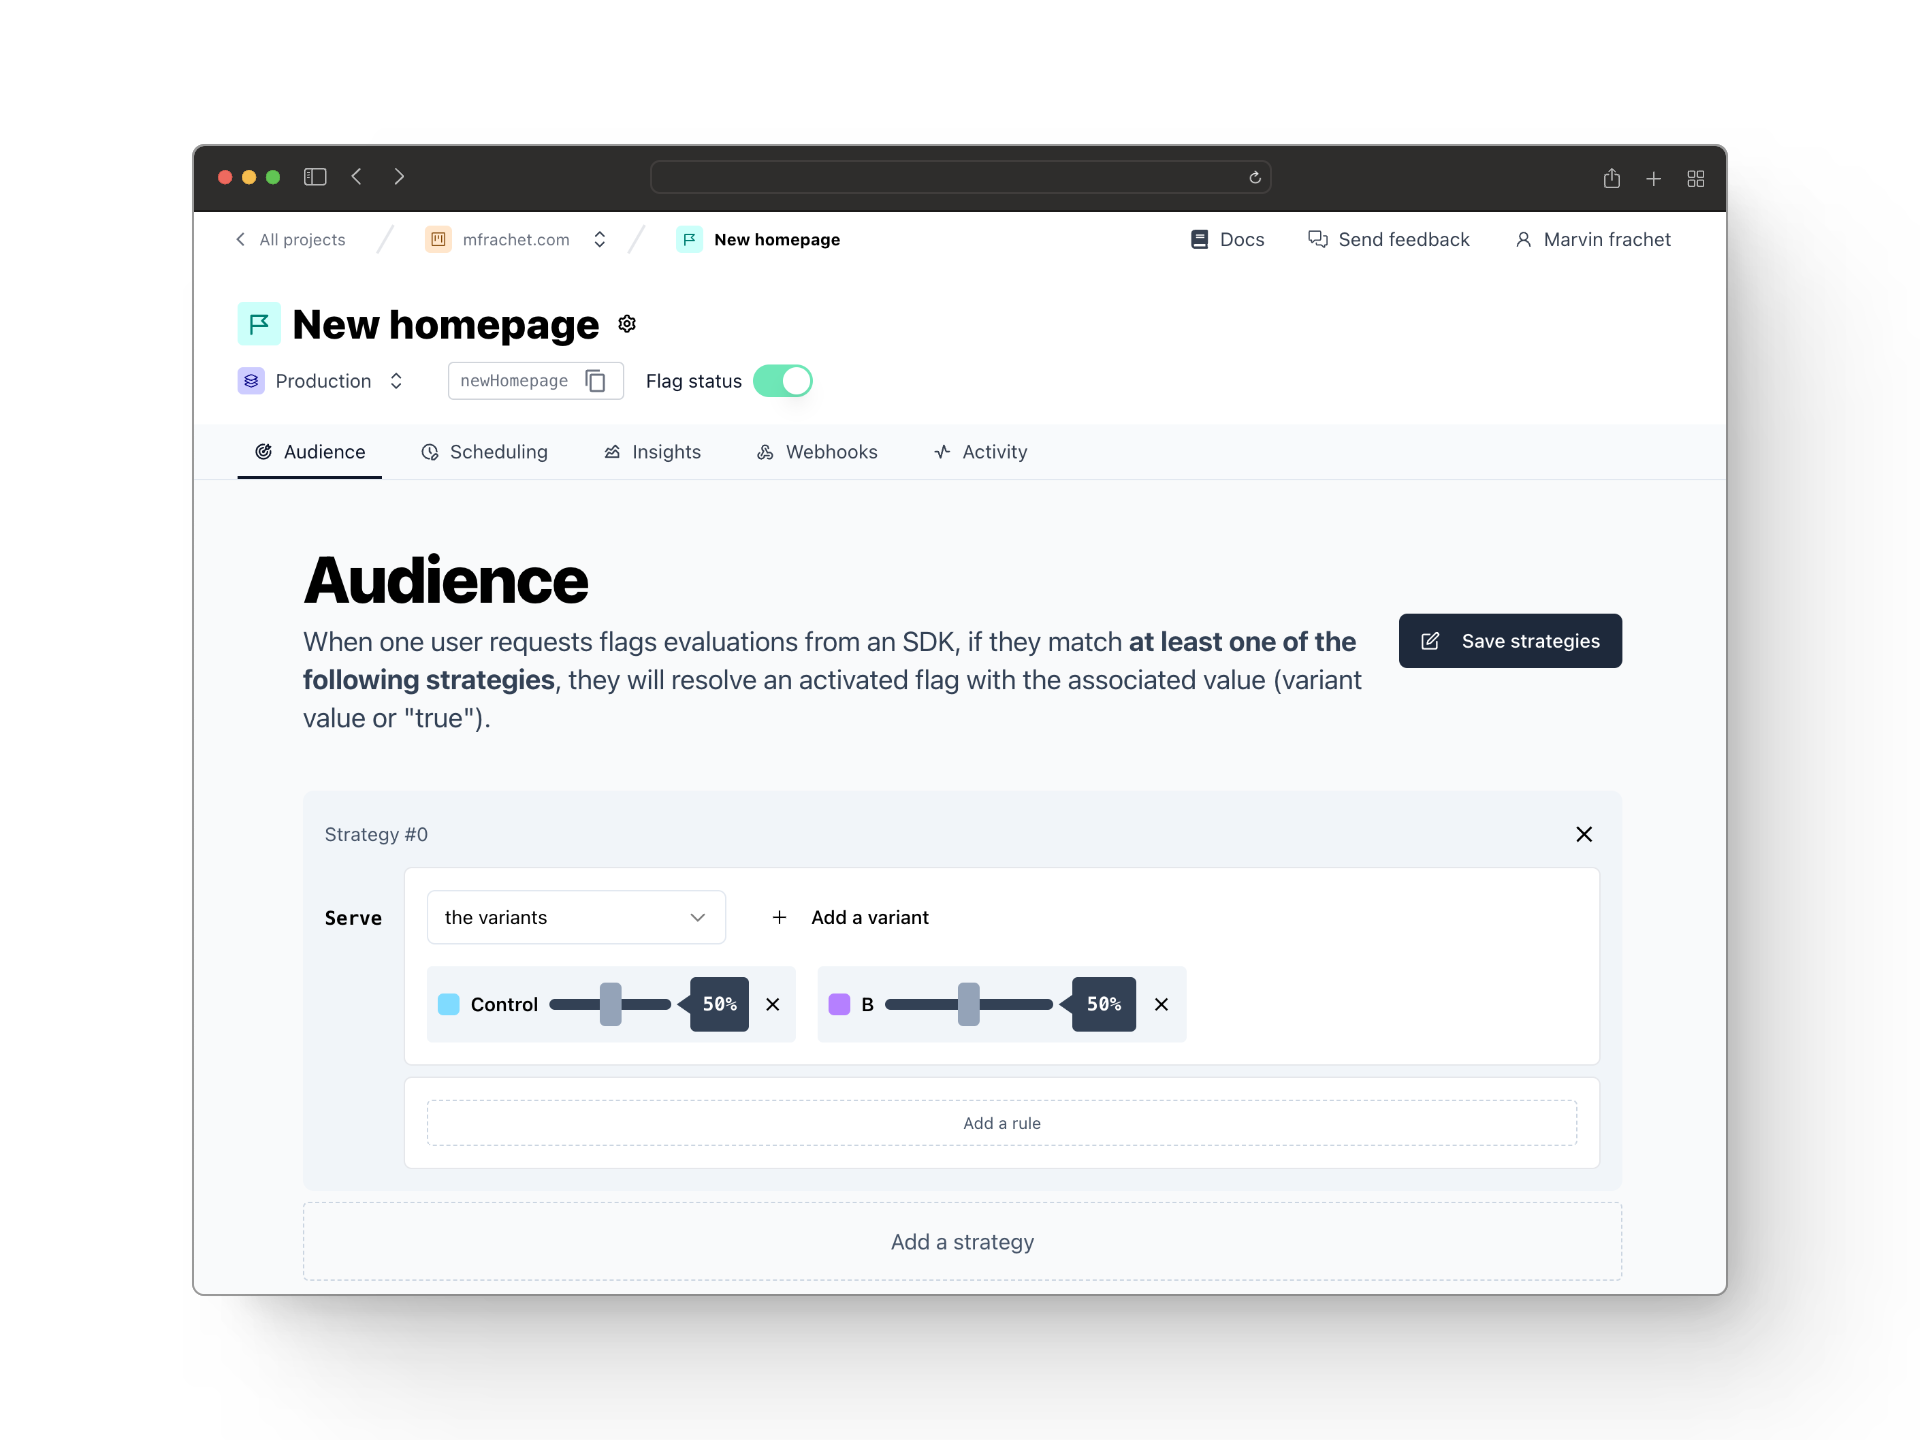 All projects
mfrachet.com
New homepage
Docs
Send feedback
Marvin frachet
New homepage
Production
newHomepage
Flag status
Audience
Scheduling
Insights
Webhooks
Activity
Audience
When one user requests flags evaluations from an SDK, if they match at least one of the
following strategies, they will resolve an activated flag with the associated value (variant
value or "true").
Save strategies
Strategy #0
Serve
the variants
Add a variant
Control
50%
B
50%
Add a rule
Add a strategy